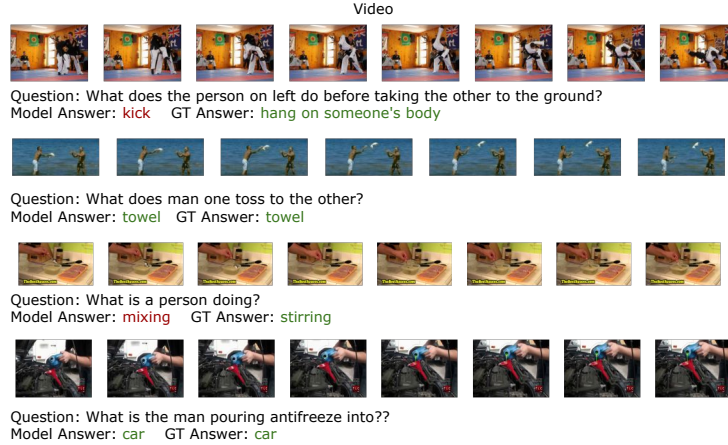 Video
Question: What does the person on left do before taking the other to the ground?
Model Answer: kick GT Answer: hang on someone's body
Question: What does man one toss to the other?
Model Answer: towel GT Answer: towel
Question: What is a person doing?
Model Answer: mixing GT Answer: stirring
Question: What is the man pouring antifreeze into??
Model Answer: car GT Answer: car